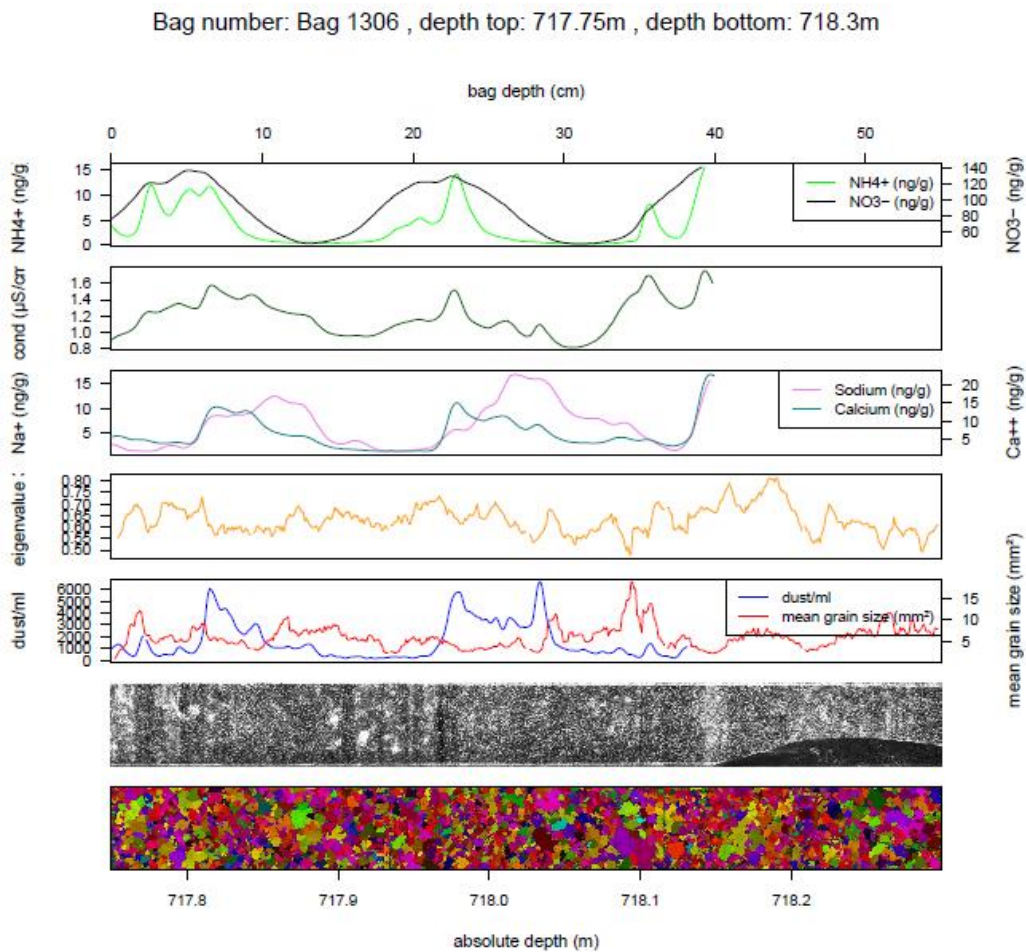 Bag number: Bag 1306 , depth top: 717.75m , depth bottom: 718.3m
bag depth (cm)
0 10 20 30 40 50
NH4+ (ng/g
15
10
5
0
NH4+ (ng/g)
NO3− (ng/g)
140
120
100
80
60
NO3− (ng/g)
cond (µS/cm
1.6
1.4
1.2
1.0
0.8
Na+ (ng/g)
15
10
5
Sodium (ng/g)
Calcium (ng/g)
20
15
10
5
Ca++ (ng/g)
eigenvalue
0.80
0.70
0.65
0.60
0.55
0.50
dust/ml
6000
5000
4000
3000
2000
1000
0
dust/ml
mean grain size (mm²)
15
10
5
mean grain size (mm²)
717.8 717.9 718.0 718.1 718.2
absolute depth (m)